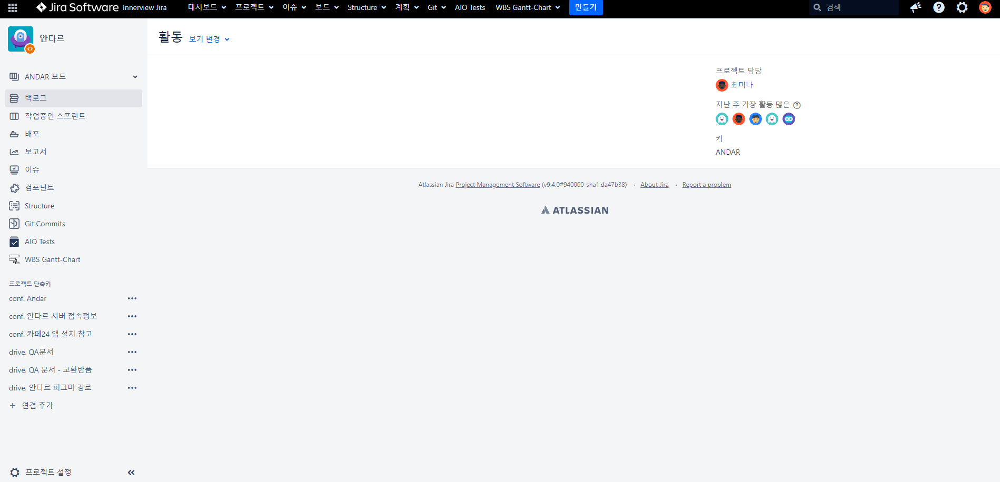 Jira Software Innerview Jira 대시보드 프로젝트 이슈 보드 Structure 계획 Git AIO Tests WBS Gantt-Chart 만들기 검색
안다르
ANDAR 보드
백로그
작업중인 스프린트
배포
보고서
이슈
컴포넌트
Structure
Git Commits
AIO Tests
WBS Gantt-Chart
프로젝트 단축키
conf. Andar
conf. 안다르 서버 접속정보
conf. 카페24 앱 설치 참고
drive. QA문서
drive. QA 문서 - 교환반품
drive. 안다르 피그마 경로
연결 추가
프로젝트 설정
활동 보기 변경
프로젝트 담당
최미나
지난 주 가장 활동 많은
키
ANDAR
Atlassian Jira Project Management Software (v9.4.0#940000-sha1:da47b38) · About Jira · Report a problem
ATLASSIAN